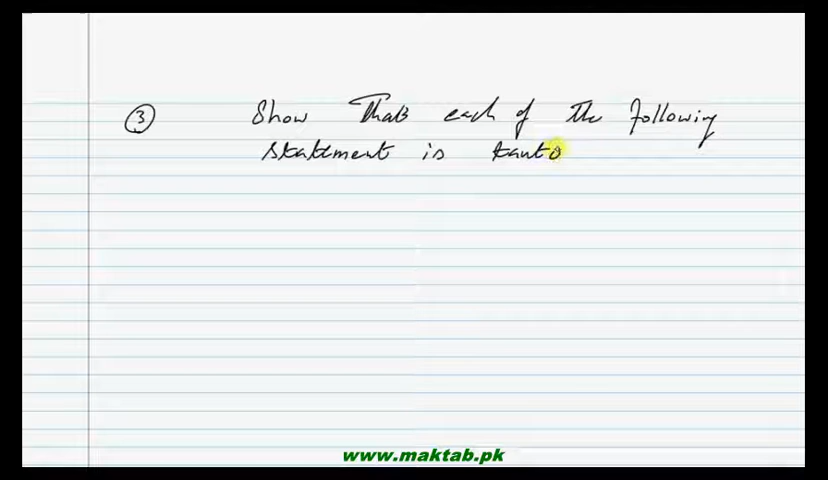 ③ Show That each of the following
statement is tauto
www.maktab.pk